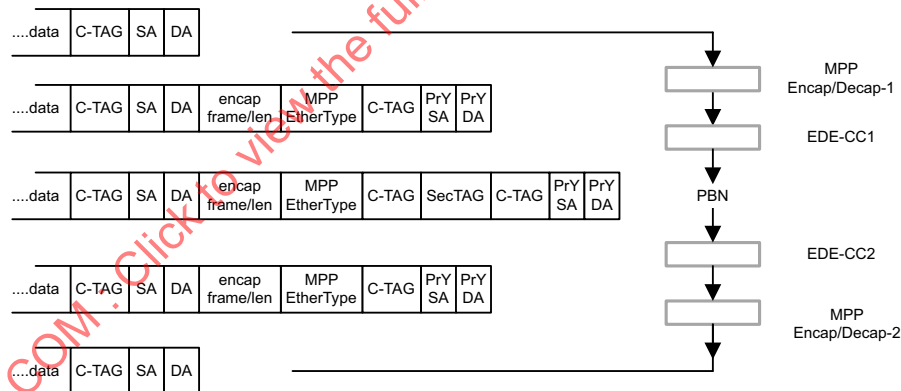 ....data C-TAG SA DA
MPP
Encap/Decap-1
....data C-TAG SA DA encap frame/len MPP EtherType C-TAG PrY SA PrY DA
EDE-CC1
....data C-TAG SA DA encap frame/len MPP EtherType C-TAG SecTAG C-TAG PrY SA PrY DA
PBN
EDE-CC2
....data C-TAG SA DA encap frame/len MPP EtherType C-TAG PrY SA PrY DA
MPP
Encap/Decap-2
....data C-TAG SA DA
COM : Click to view the